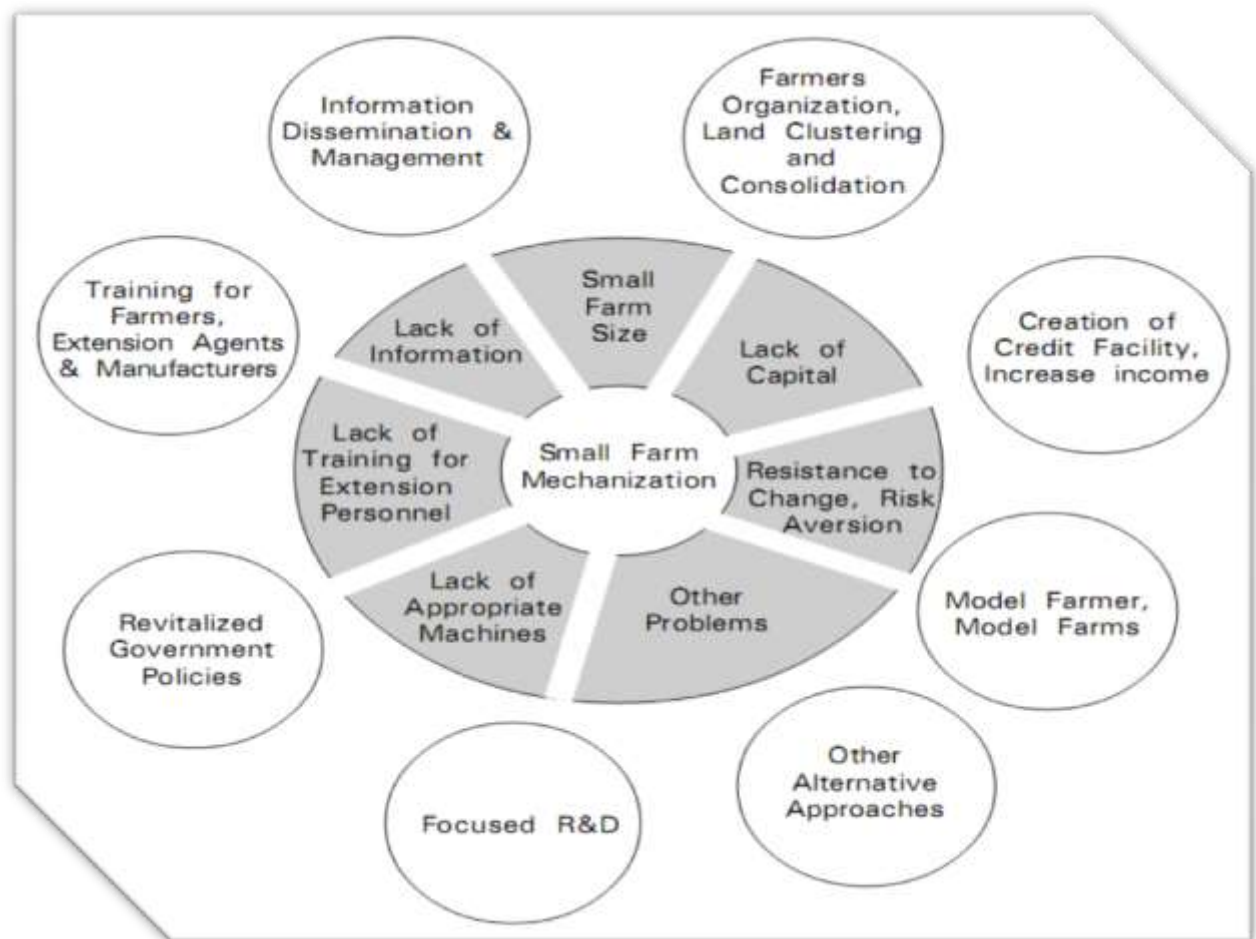 Information
Dissemination &
Management
Farmers
Organization,
Land Clustering
and
Consolidation
Training for
Farmers,
Extension Agents
& Manufacturers
Small
Farm
Size
Lack of
Information
Lack of
Capital
Creation of
Credit Facility,
Increase income
Lack of
Training for
Extension
Personnel
Small Farm
Mechanization
Resistance to
Change, Risk
Aversion
Lack of
Appropriate
Machines
Other
Problems
Revitalized
Government
Policies
Model Farmer,
Model Farms
Focused R&D
Other
Alternative
Approaches